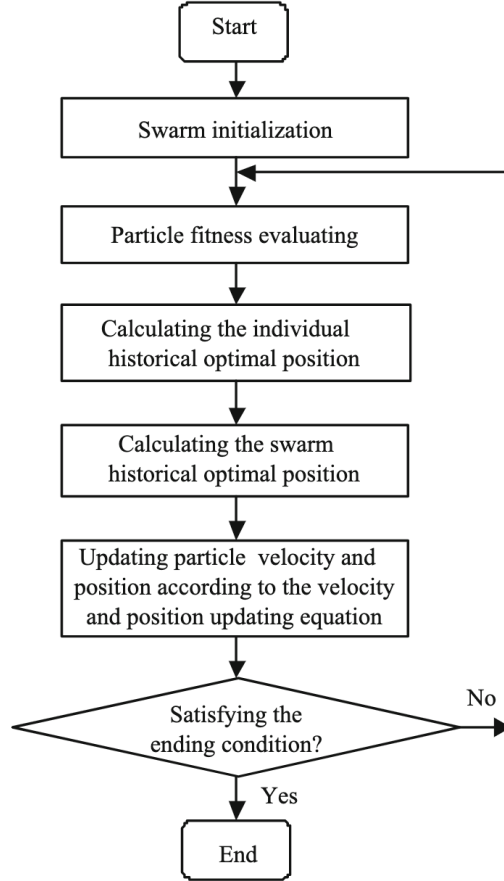 Start
Swarm initialization
Particle fitness evaluating
Calculating the individual
historical optimal position
Calculating the swarm
historical optimal position
Updating particle velocity and
position according to the velocity
and position updating equation
No
Satisfying the
ending condition?
Yes
End